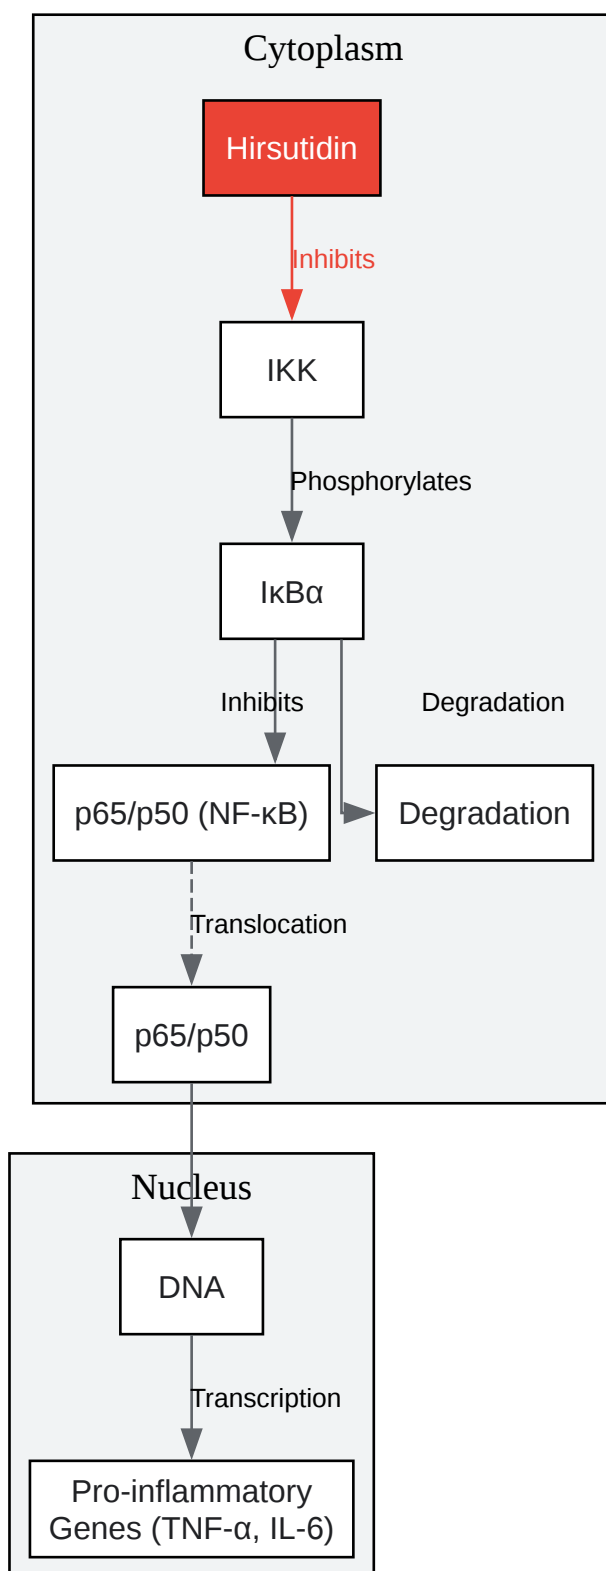 Cytoplasm
Hirsutidin
Inhibits
IKK
Phosphorylates
IκBα
Inhibits
Degradation
p65/p50 (NF-κB)
Degradation
Translocation
p65/p50
Nucleus
DNA
Transcription
Pro-inflammatory
Genes (TNF-α, IL-6)